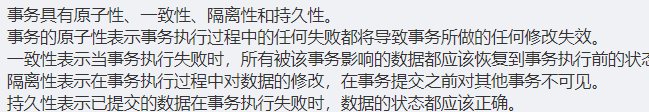 事务具有原子性、一致性、隔离性和持久性。
事务的原子性表示事务执行过程中的任何失败都将导致事务所做的任何修改失效。
一致性表示当事务执行失败时，所有被该事务影响的数据都应该恢复到事务执行前的状态
隔离性表示在事务执行过程中对数据的修改，在事务提交之前对其他事务不可见。
持久性表示已提交的数据在事务执行失败时，数据的状态都应该正确。